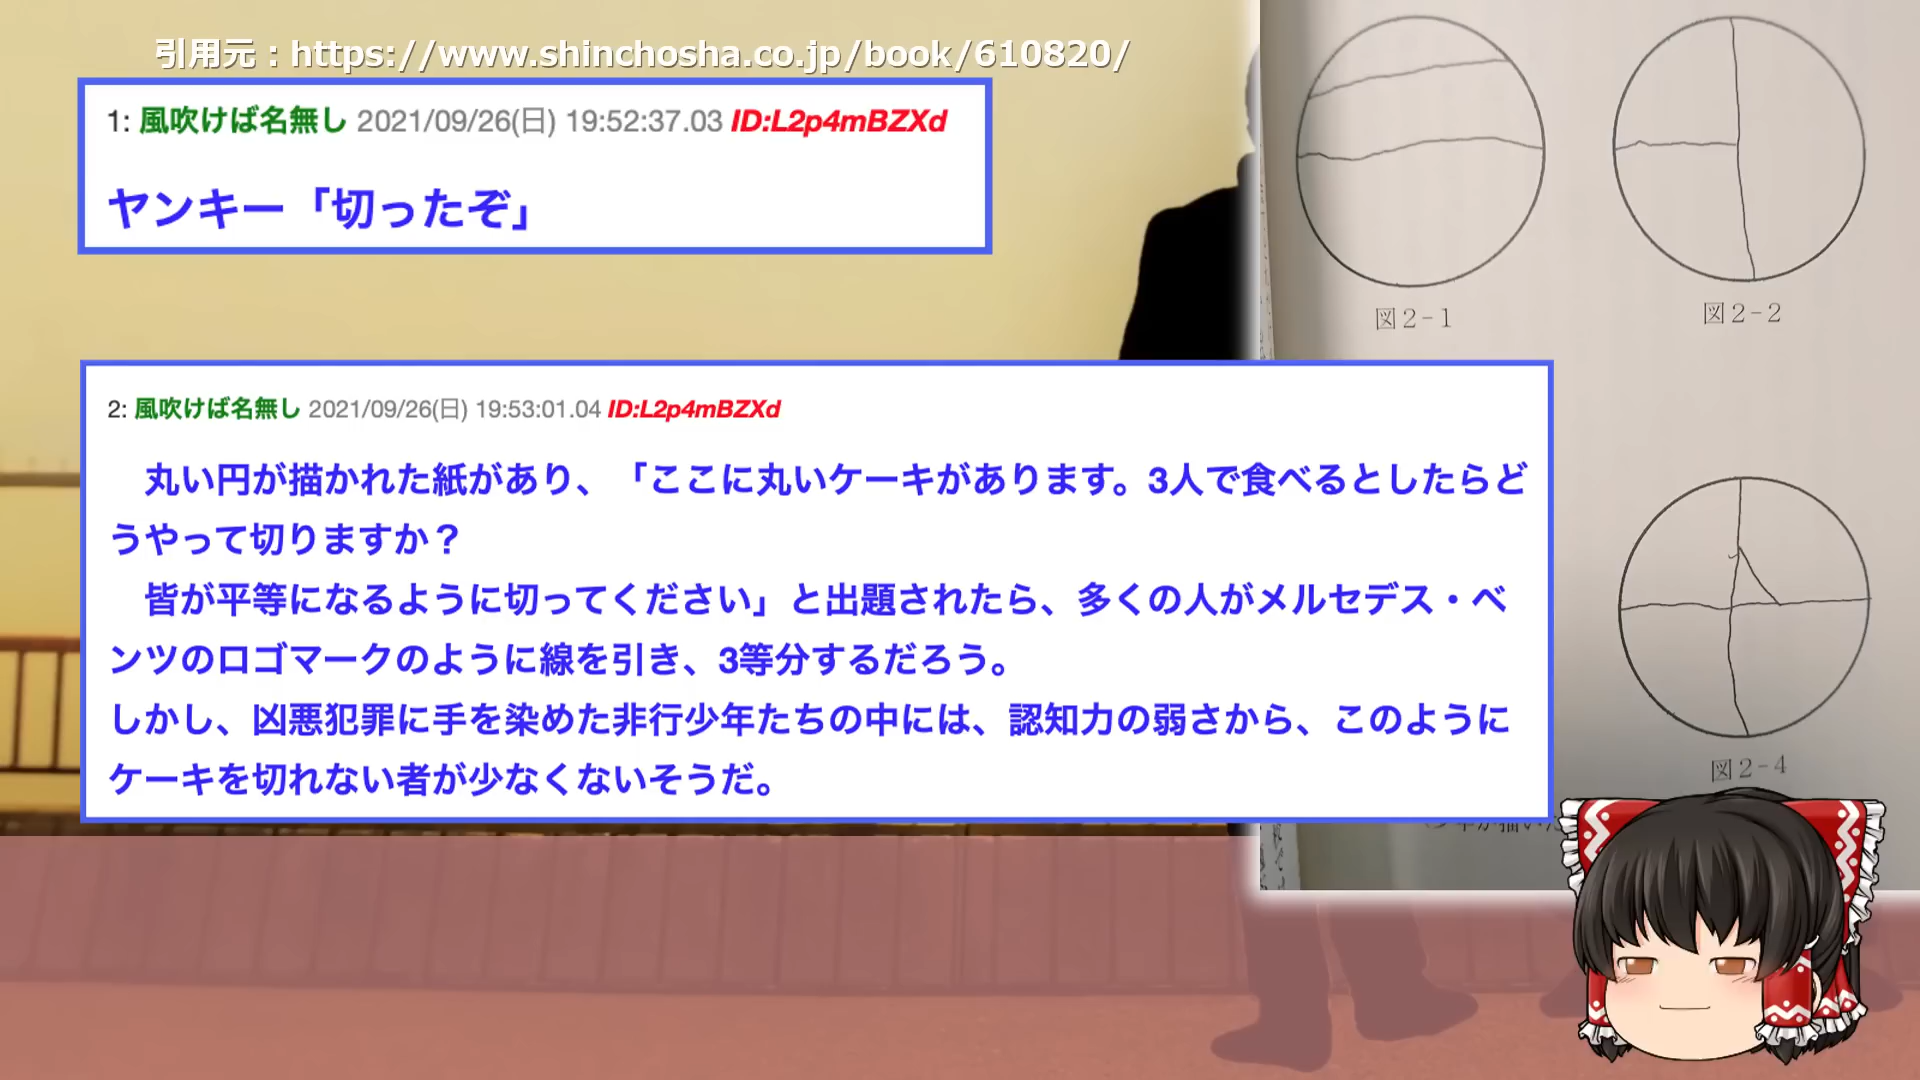 引用元：https://www.shinchosha.co.jp/book/610820/
1: 風吹けば名無し 2021/09/26(日) 19:52:37.03 ID:L2p4mBZXd
ヤンキー「切ったぞ」
2: 風吹けば名無し 2021/09/26(日) 19:53:01.04 ID:L2p4mBZXd
　丸い円が描かれた紙があり、「ここに丸いケーキがあります。3人で食べるとしたらど
うやって切りますか？
　皆が平等になるように切ってください」と出題されたら、多くの人がメルセデス・ベ
ンツのロゴマークのように線を引き、3等分するだろう。
しかし、凶悪犯罪に手を染めた非行少年たちの中には、認知力の弱さから、このように
ケーキを切れない者が少なくないそうだ。
図2-1
図2-2
図2-4